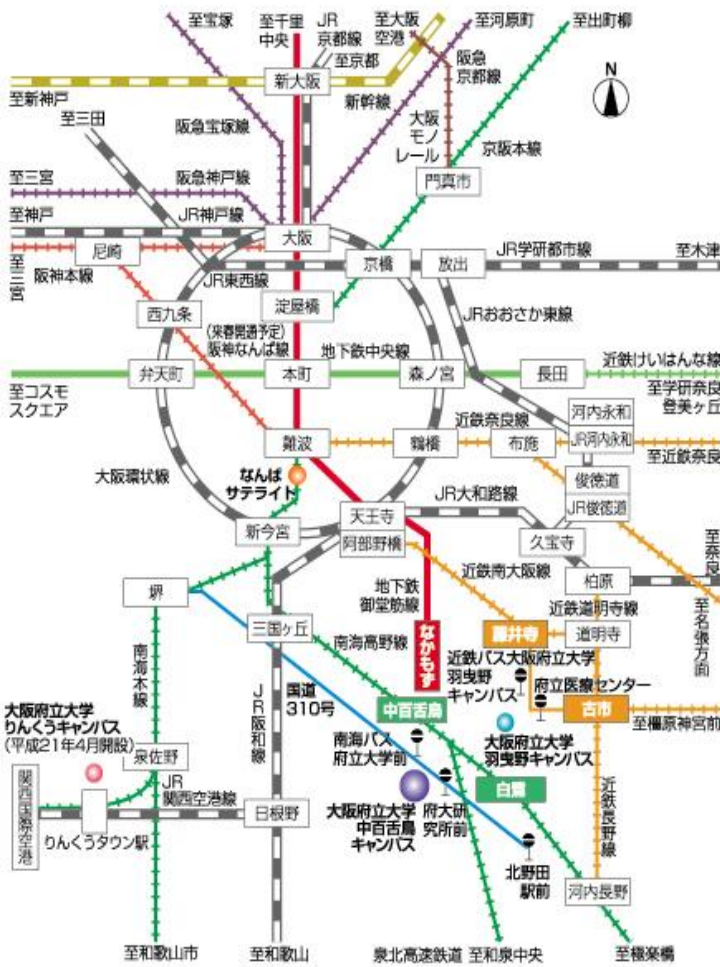 至宝塚
至千里
中央
JR
京都線
至京都
至大阪
空港
至河原町
至出町柳
阪急
京都線
N
新大阪
至新神戸
新幹線
至三田
阪急宝塚線
大阪
モノ
レール
京阪本線
門真市
至三宮
阪急神戸線
至神戸
JR神戸線
大阪
尼崎
京橋
放出
JR学研都市線
至木津
至三宮
阪神本線
JR東西線
淀屋橋
JRおおさか東線
西九条
(来春開通予定)
阪神なんば線
地下鉄中央線
近鉄けいはんな線
弁天町
本町
森ノ宮
長田
至コスモ
スクエア
至学研奈良
登美ヶ丘
河内永和
近鉄奈良線
難波
鶴橋
布施
JR河内永和
至近鉄奈良
大阪環状線
なんば
サテライト
俊徳道
JR俊徳道
JR大和路線
天王寺
新今宮
阿部野橋
久宝寺
至奈良
近鉄南大阪線
柏原
堺
地下鉄
御堂筋線
近鉄道明寺線
至名張方面
三国ヶ丘
南海高野線
なかもず
藤井寺
道明寺
南海本線
近鉄バス大阪府立大学
羽曳野
キャンパス
府立医療センター
国道
310号
JR阪和線
中百舌鳥
古市
大阪府立大学
りんくうキャンパス
(平成21年4月開設)
南海バス
府立大学前
大阪府立大学
羽曳野キャンパス
至橿原神宮前
泉佐野
白鷺
関西国際空港
JR
関西空港線
大阪府立大学
中百舌鳥
キャンパス
府大研
究所前
近鉄長野線
りんくうタウン駅
日根野
北野田
駅前
河内長野
至和歌山市
至和歌山
泉北高速鉄道
至和泉中央
至極楽橋